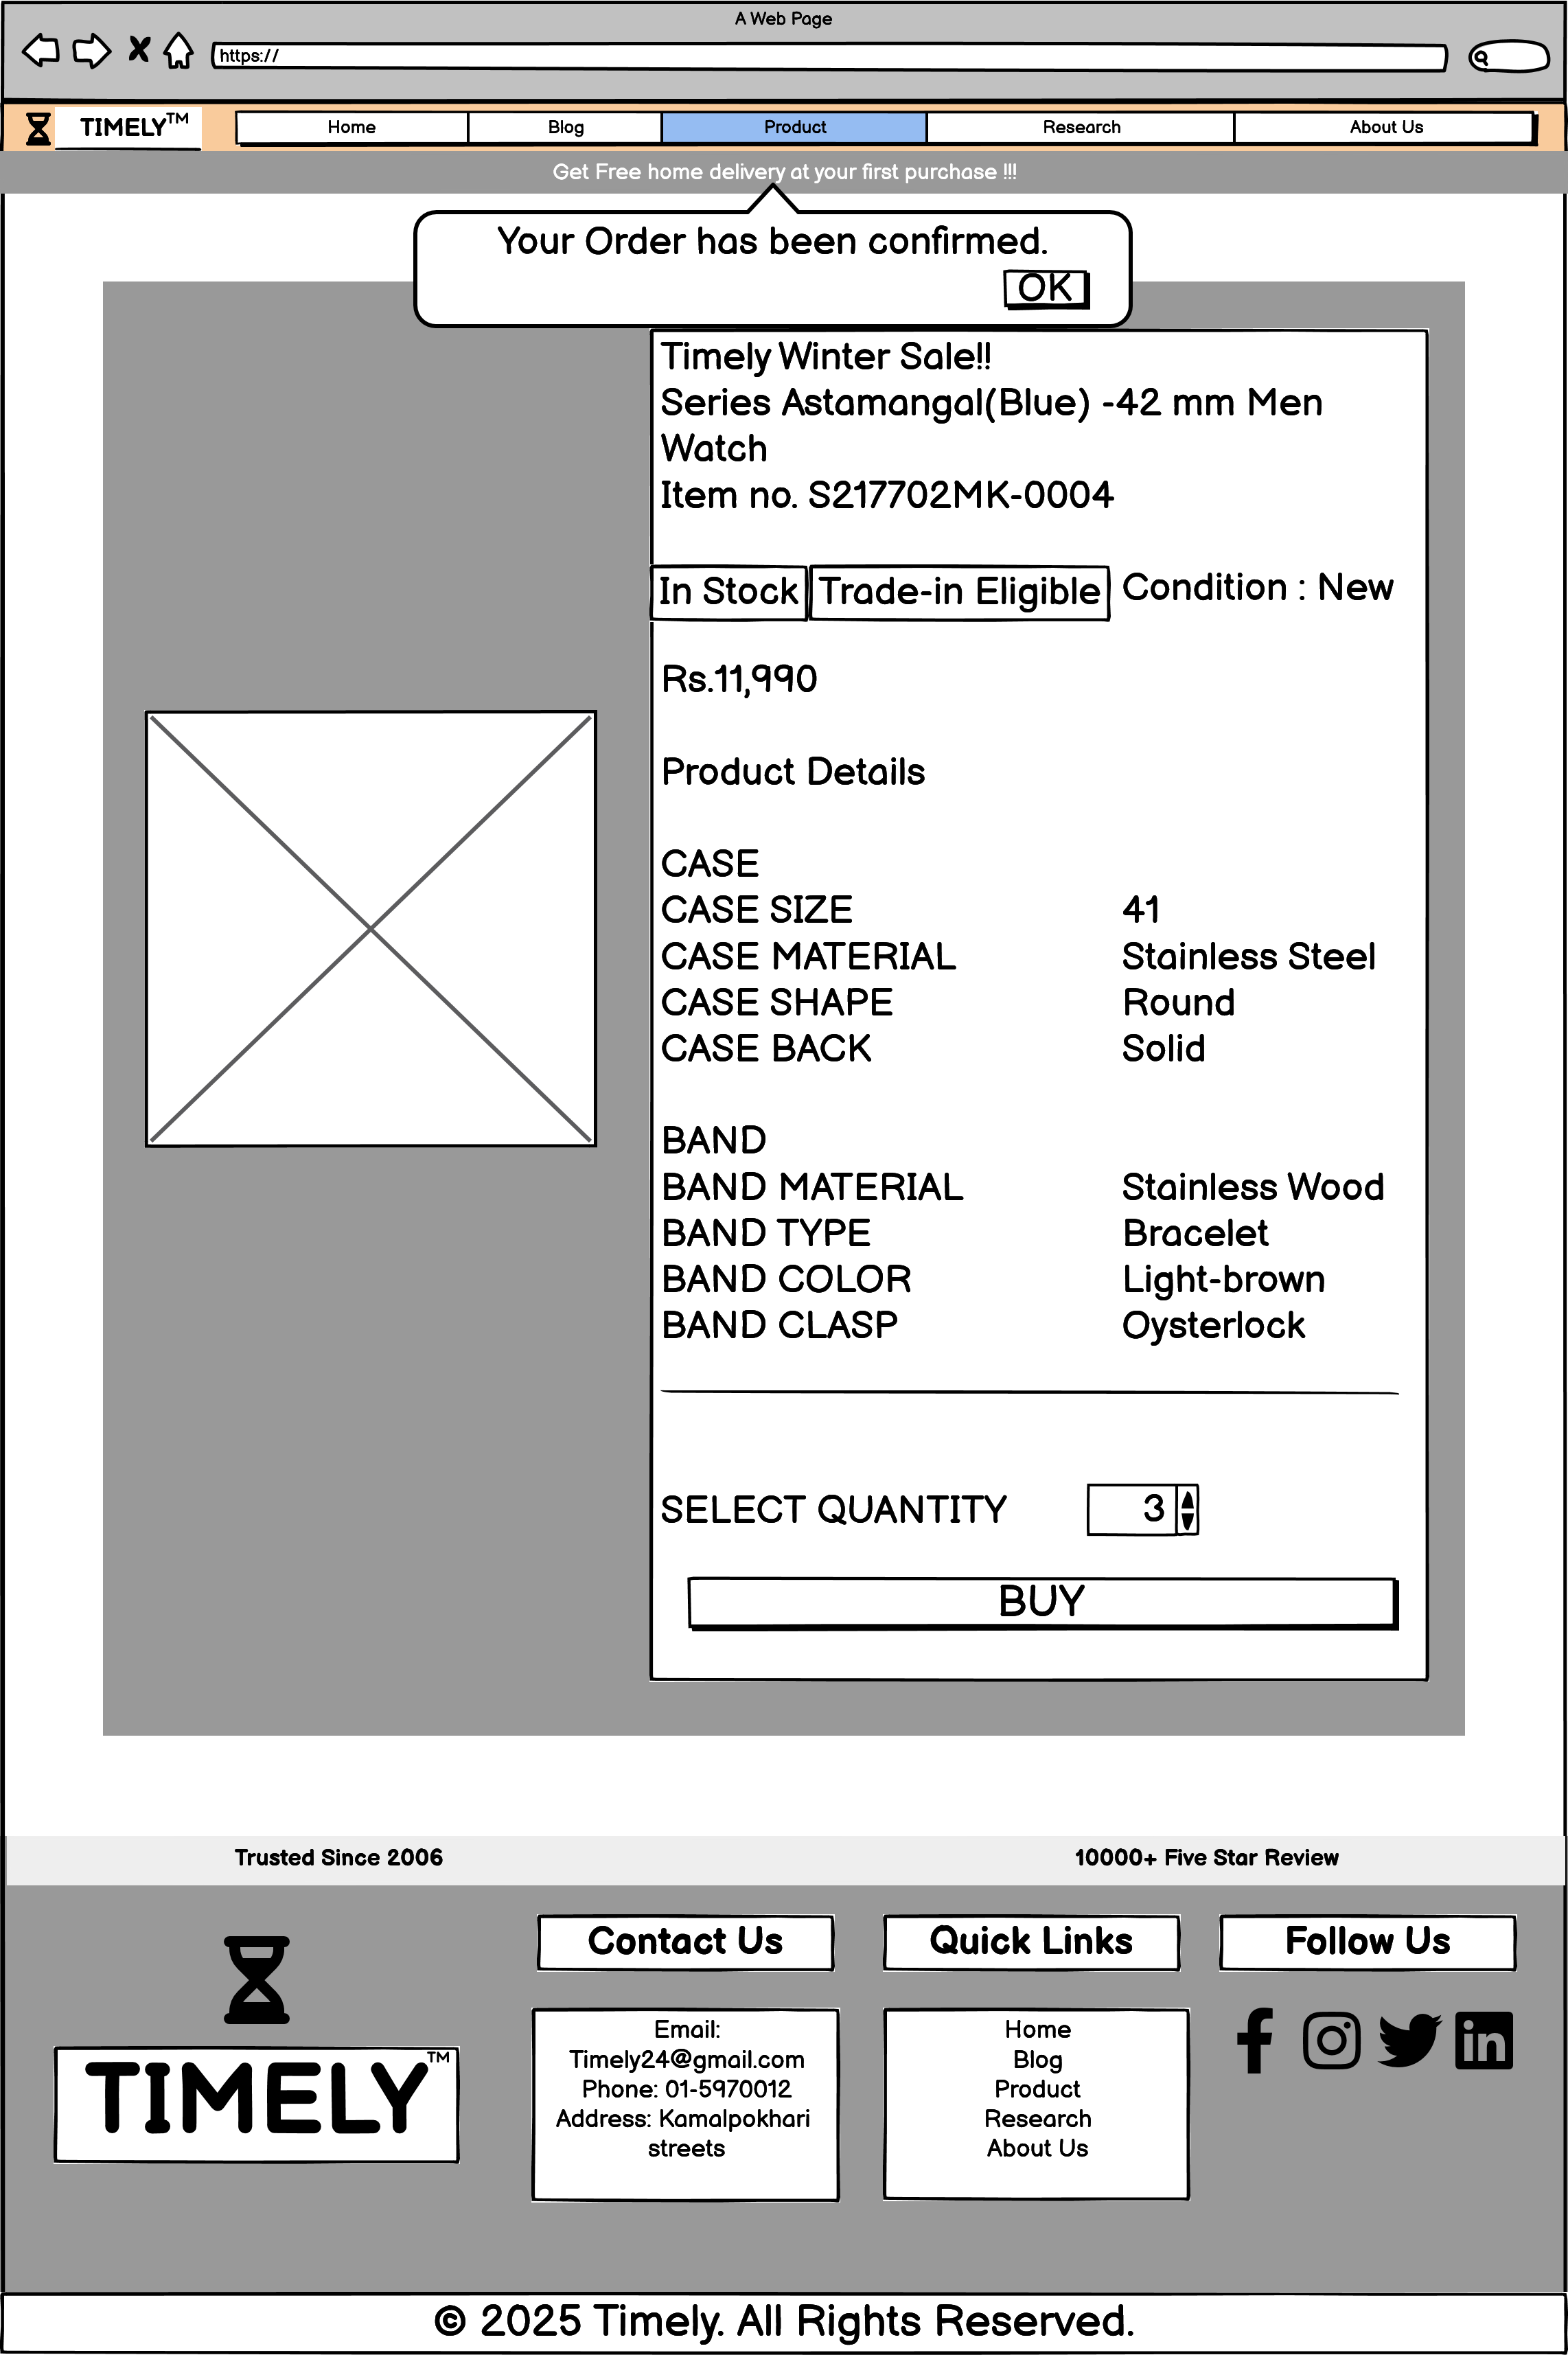 A Web Page
https://
TIMELY™
Home Blog Product Research About Us
Get Free home delivery at your first purchase !!!
Your Order has been confirmed.
OK
Timely Winter Sale!!
Series Astamangal(Blue) -42 mm Men
Watch
Item no. S217702MK-0004
In Stock Trade-in Eligible Condition : New
Rs.11,990
Product Details
CASE
CASE SIZE 41
CASE MATERIAL Stainless Steel
CASE SHAPE Round
CASE BACK Solid
BAND
BAND MATERIAL Stainless Wood
BAND TYPE Bracelet
BAND COLOR Light-brown
BAND CLASP Oysterlock
SELECT QUANTITY 3
BUY
Trusted Since 2006 10000+ Five Star Review
TIMELY™
Contact Us
Email:
Timely24@gmail.com
Phone: 01-5970012
Address: Kamalpokhari
streets
Quick Links
Home
Blog
Product
Research
About Us
Follow Us
© 2025 Timely. All Rights Reserved.